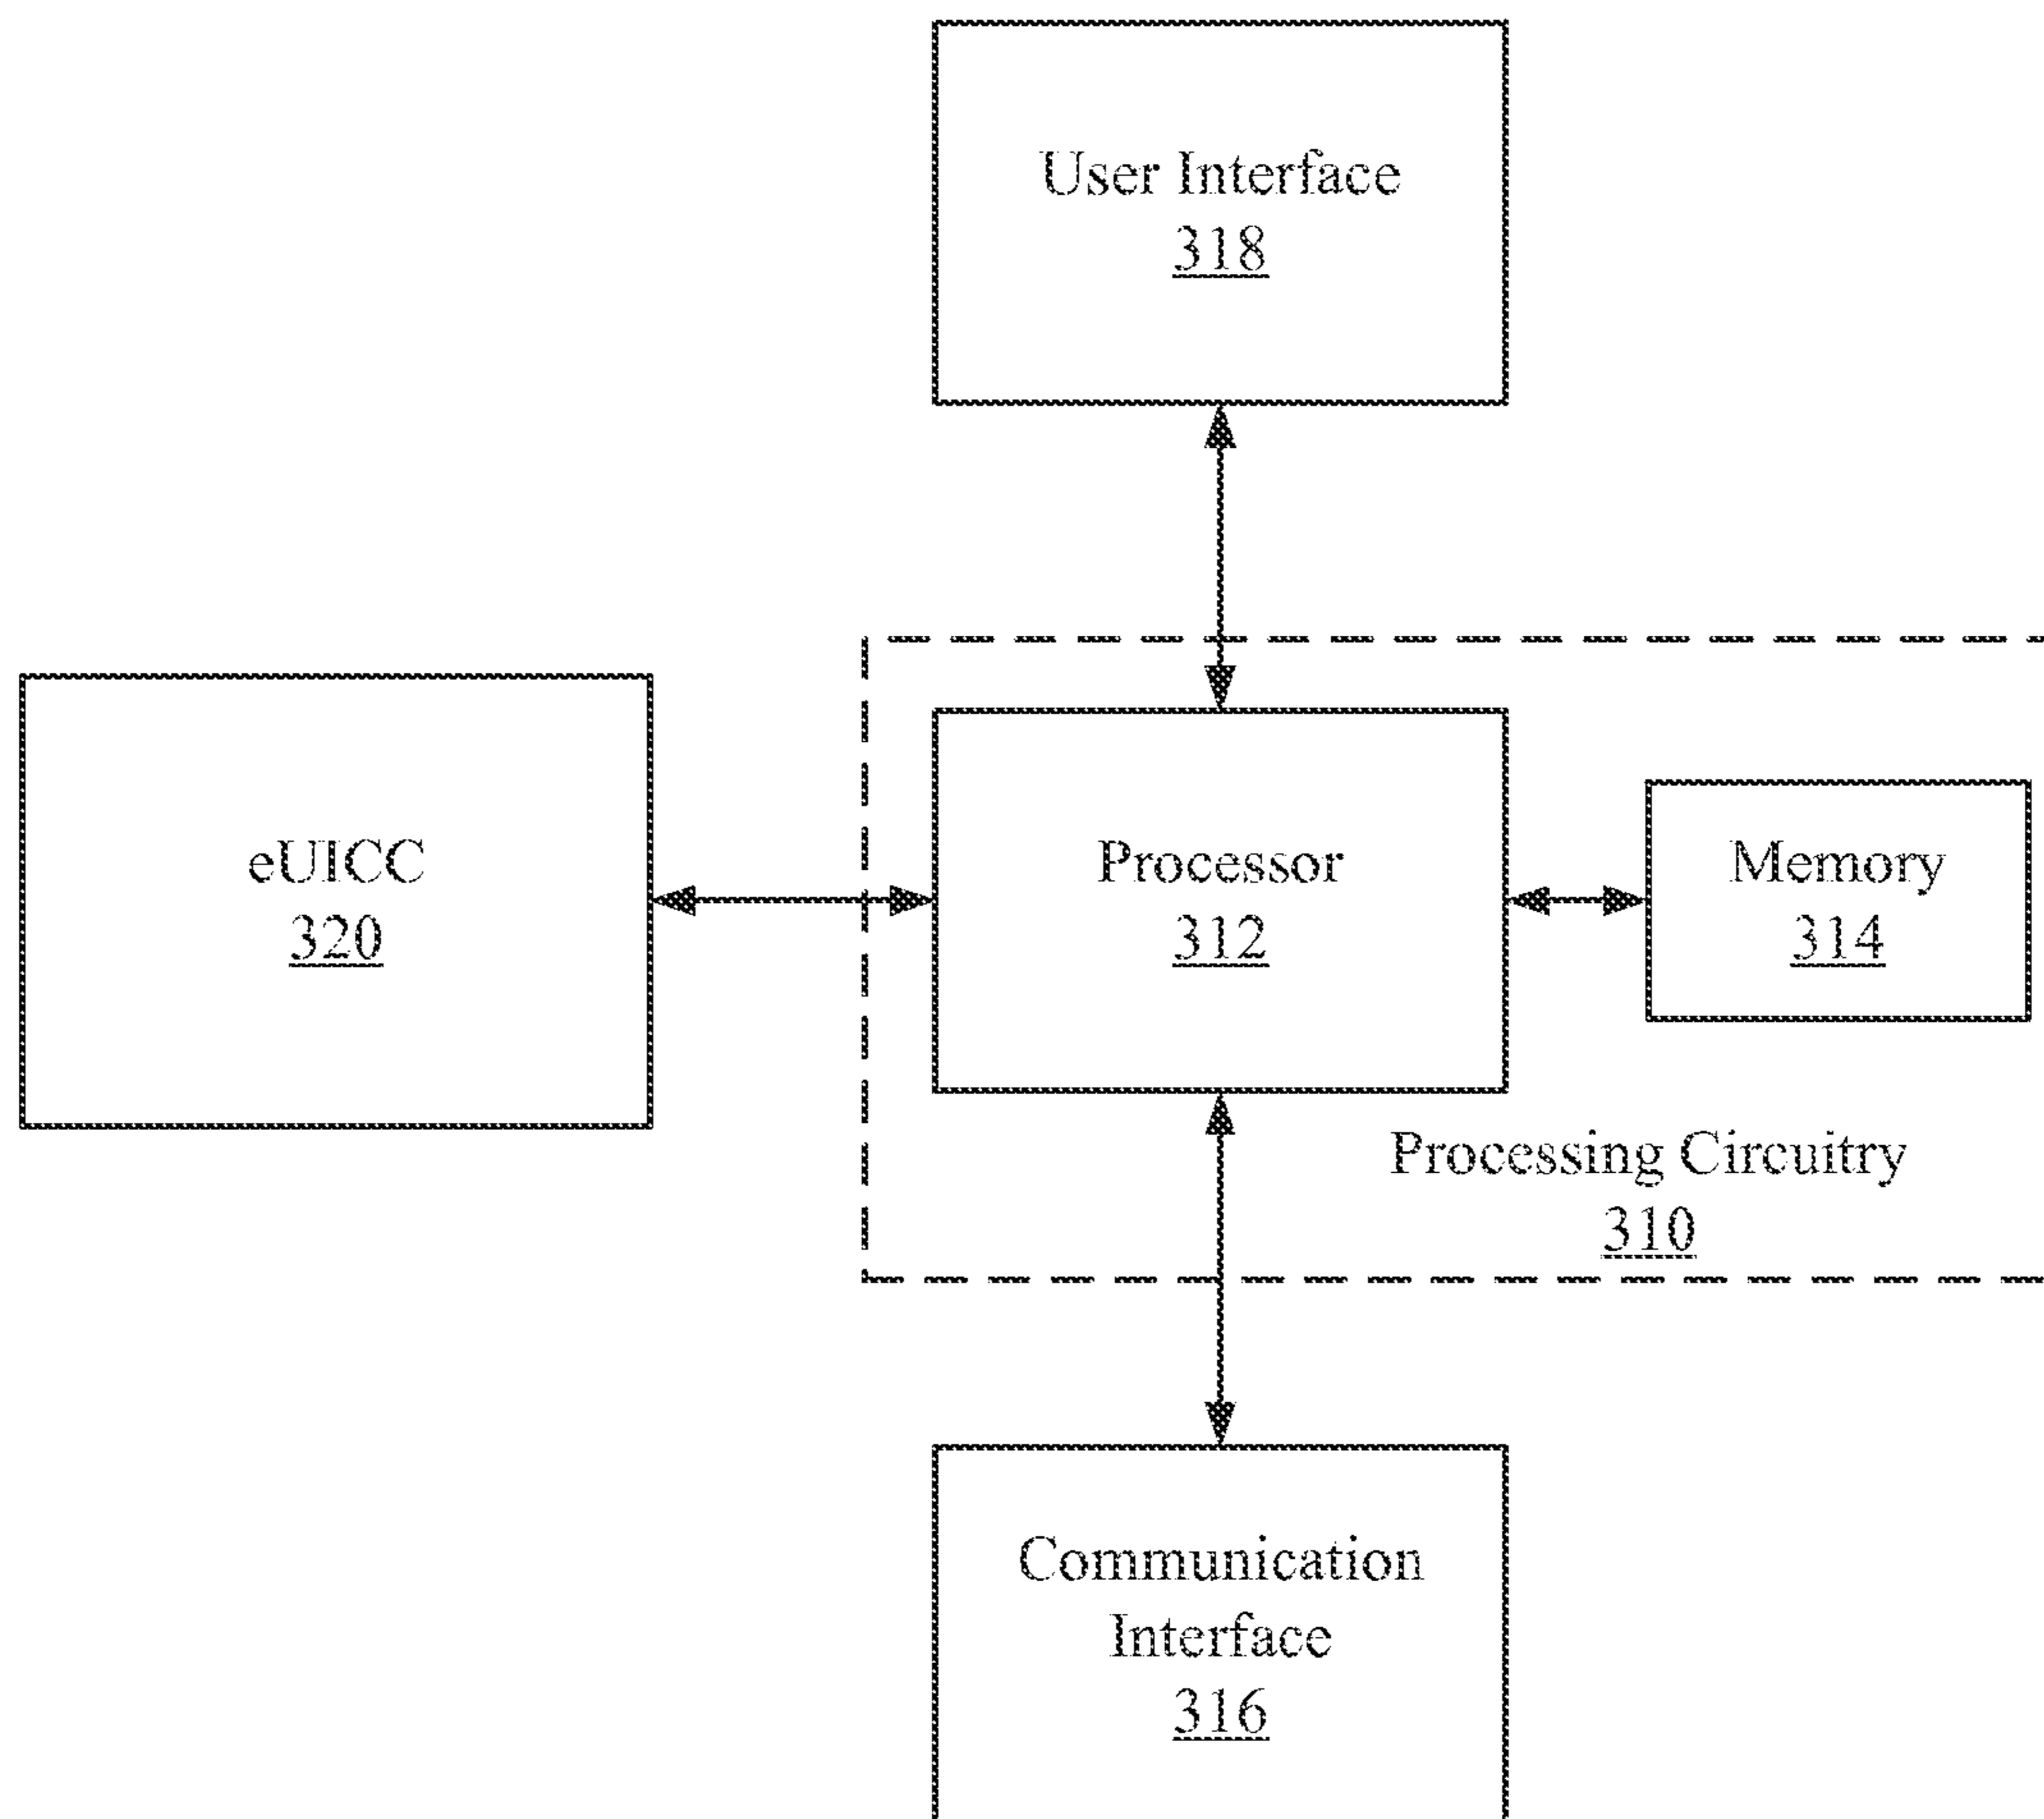 User Interface
318
eUICC
320
Processor
312
Memory
314
Processing Circuitry
310
Communication
Interface
316